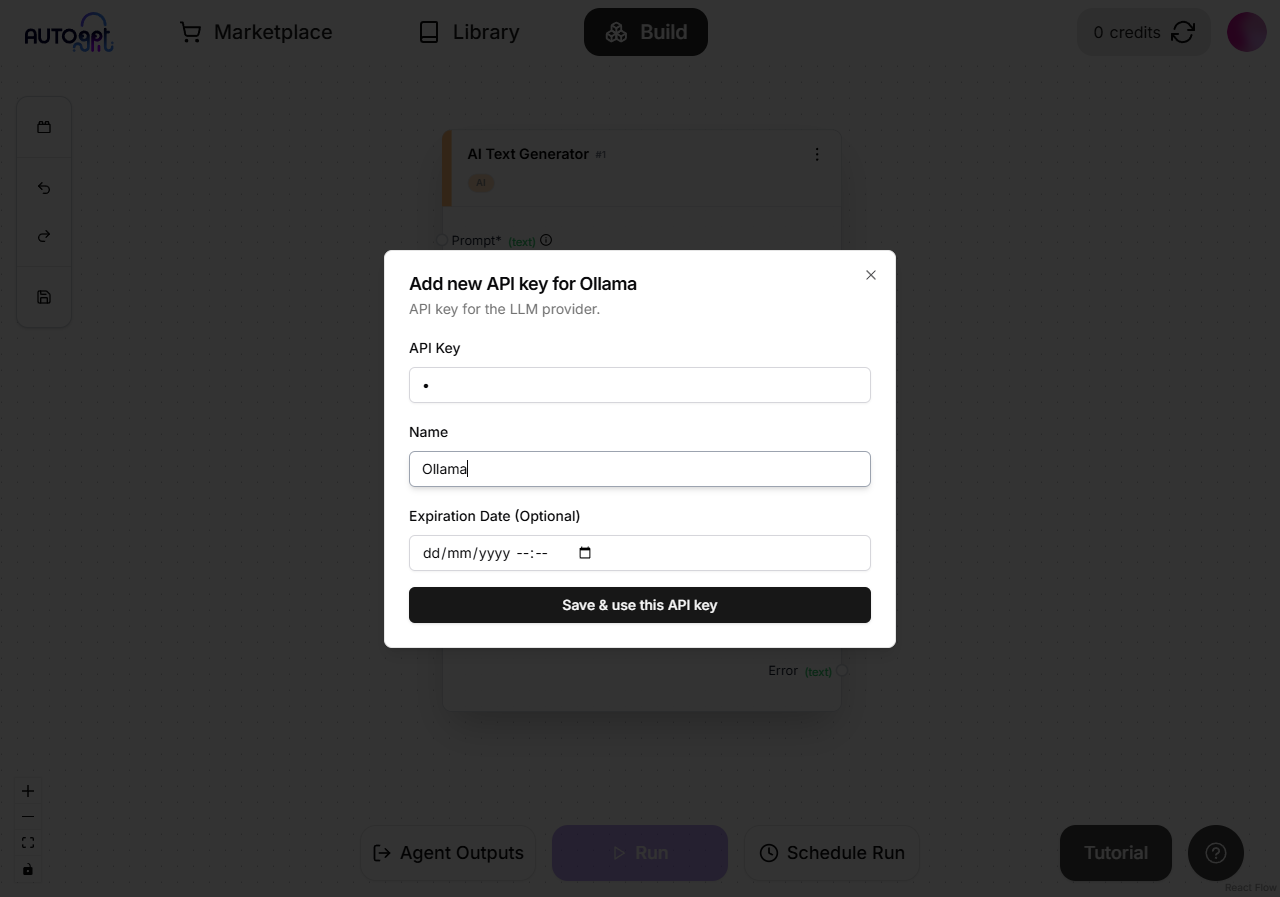 AUTOgpt
Marketplace
Library
Build
0 credits
AI Text Generator #1
AI
Prompt* (text)
Add new API key for Ollama
API key for the LLM provider.
API Key
•
Name
Ollama
Expiration Date (Optional)
dd/mm/yyyy --:--
Save & use this API key
Error (text)
Agent Outputs
Run
Schedule Run
Tutorial
React Flow